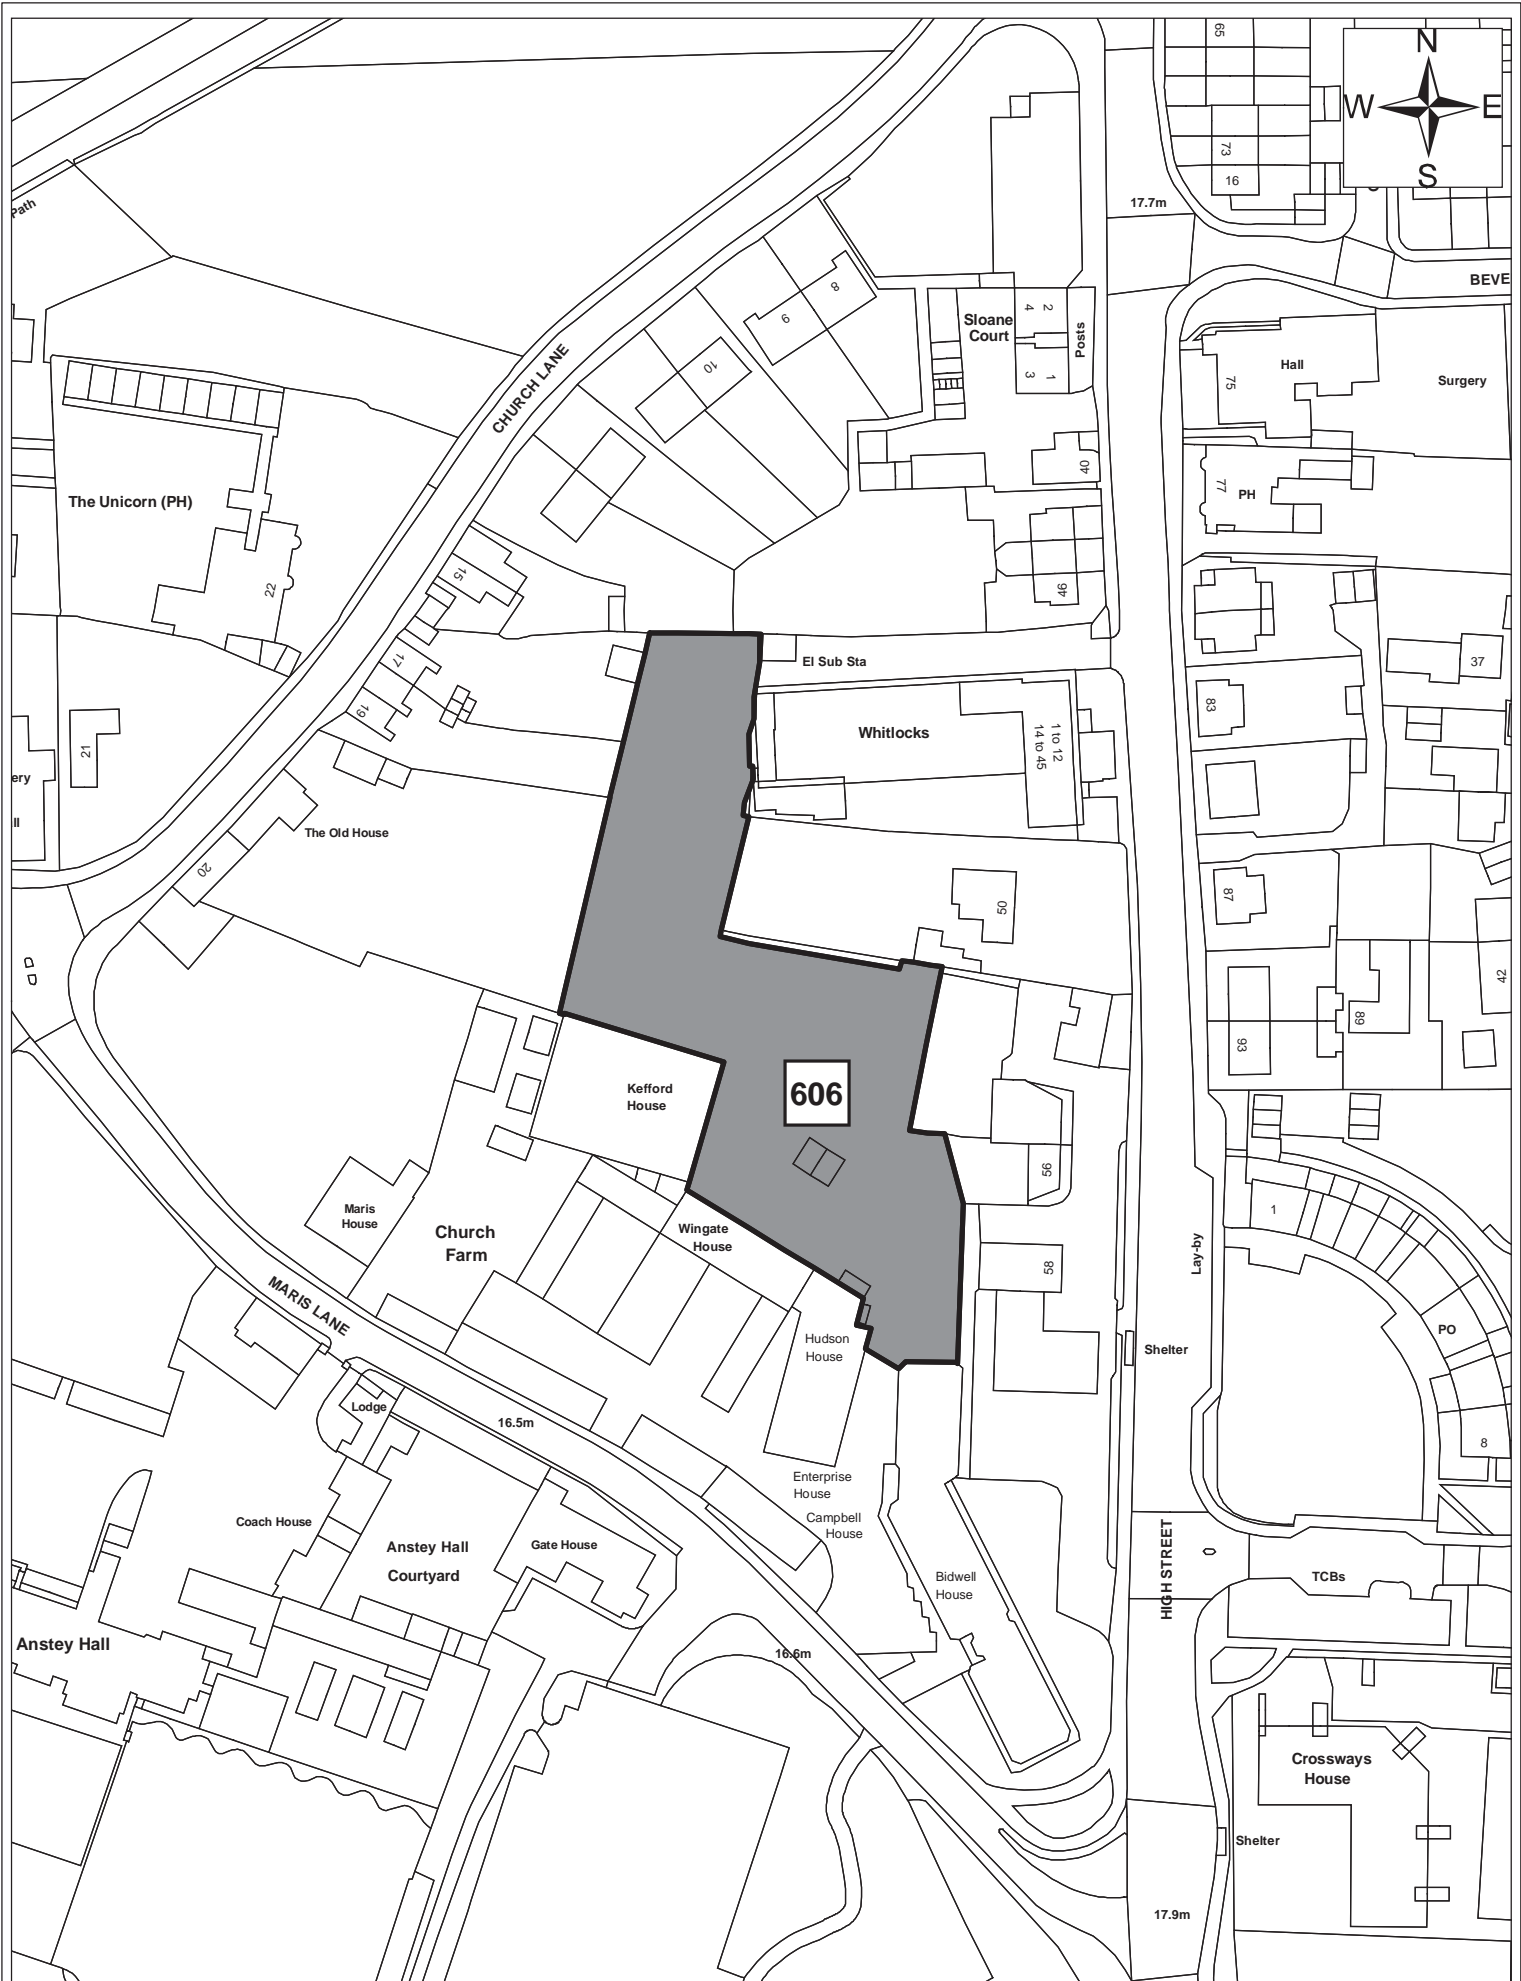 N
W E
S
65
73
16
Path
17.7m
BEVE
8
9
10
CHURCH LANE
Sloane
Court
4 2
3 1
Posts
75
Hall
Surgery
40
77
PH
The Unicorn (PH)
22
15
46
17
19
El Sub Sta
37
83
Whitlocks
1 to 12
14 to 45
21
ery
ll
The Old House
20
50
87
42
89
93
606
Kefford
House
56
Maris
House
Church
Farm
Wingate
House
1
58
Lay-by
MARIS LANE
Hudson
House
Shelter
PO
Lodge
16.5m
8
Enterprise
House
Campbell
House
Coach House
Anstey Hall
Courtyard
Gate House
Bidwell
House
HIGH STREET
TCBs
Anstey Hall
16.6m
Crossways
House
Shelter
17.9m